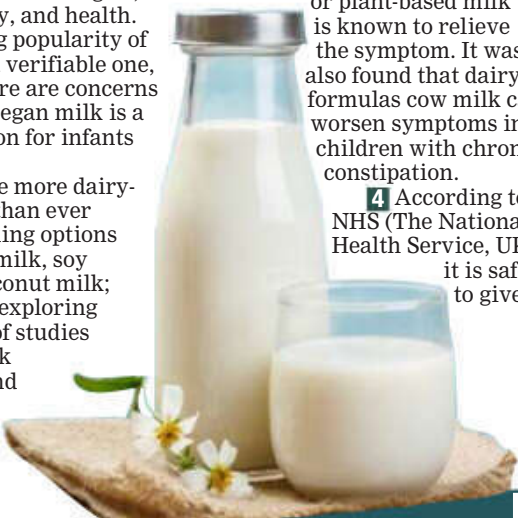 y, and health.
g popularity of
verifiable one,
re are concerns
egan milk is a
on for infants
e more dairy-
than ever
ing options
milk, soy
conut milk;
exploring
of studies
k
nd
or plant-based milk
is known to relieve
the symptom. It was
also found that dairy
formulas cow milk c
worsen symptoms in
children with chron
constipation.
4 According to
NHS (The Nationa
Health Service, UK
it is saf
to give